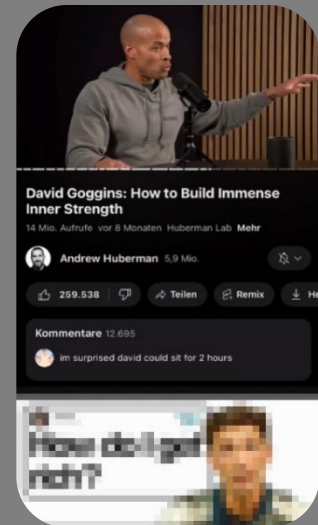 David Goggins: How to Build Immense
Inner Strength
14 Mio. Aufrufe vor 8 Monaten Huberman Lab Mehr
Andrew Huberman 5,9 Mio.
259.538 Teilen Remix He
Kommentare 12.695
im surprised david could sit for 2 hours
How do I get
rich?